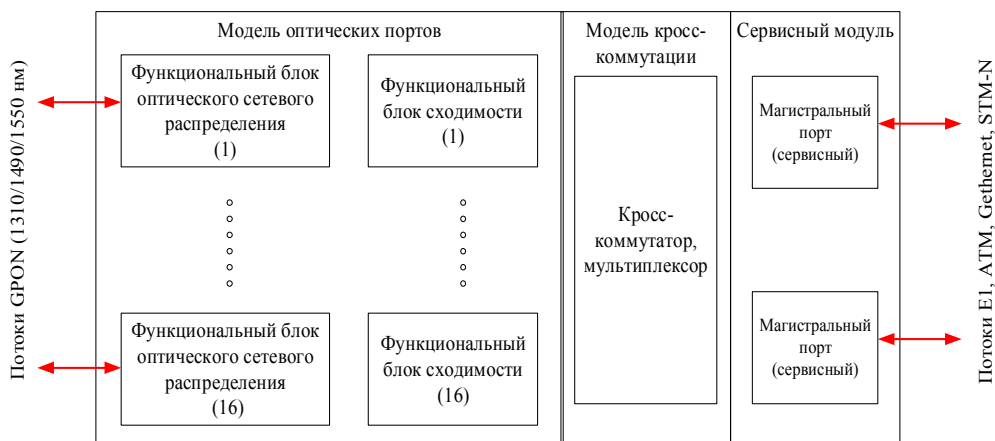 Потоки GPON (1310/1490/1550 нм)
Модель оптических портов
Функциональный блок
оптического сетевого
распределения
(1)
Функциональный
блок сходимости
(1)
Функциональный блок
оптического сетевого
распределения
(16)
Функциональный
блок сходимости
(16)
Модель кросс-
коммутации
Кросс-
коммутатор,
мультиплексор
Сервисный модуль
Магистральный
порт
(сервисный)
Магистральный
порт
(сервисный)
Потоки E1, ATM, Gethernet, STM-N